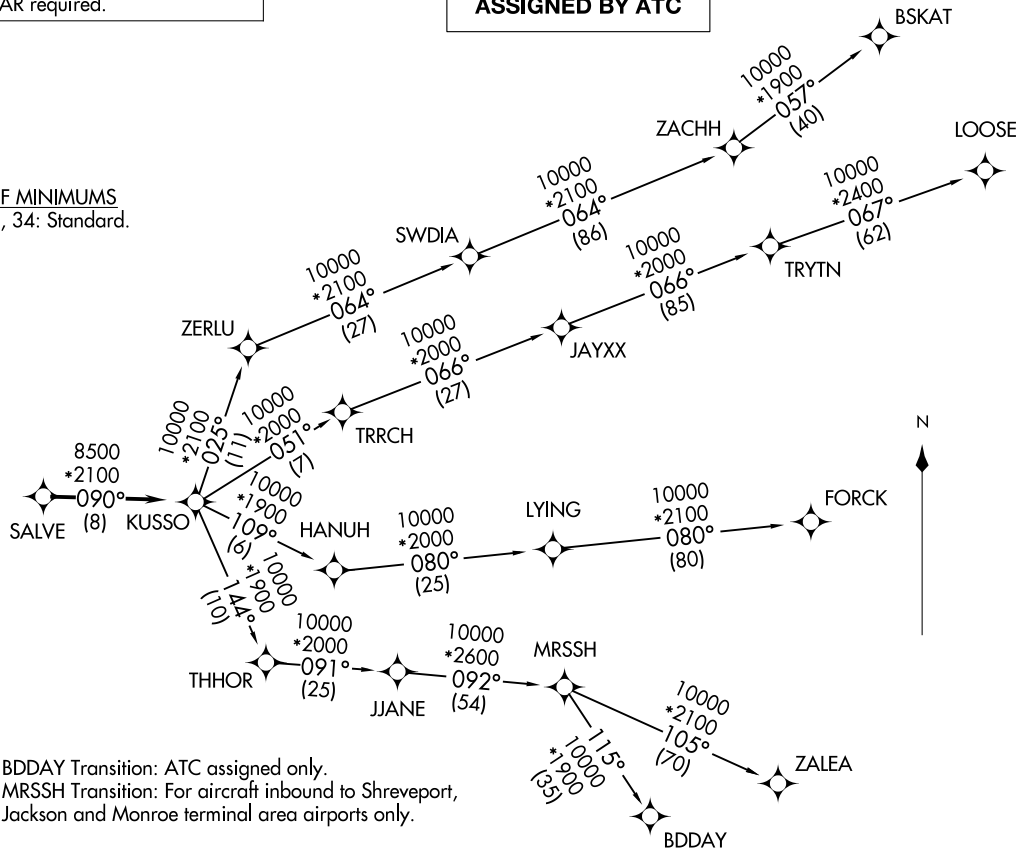 AR required.
ASSIGNED BY ATC
BSKAT
10000
*1900
057°
(40)
ZACHH
LOOSE
10000
*2100
064°
(86)
10000
*2400
067°
(62)
F MINIMUMS
, 34: Standard.
SWDIA
10000
*2100
064°
(27)
10000
*2000
066°
(85)
TRYTN
ZERLU
10000
*2000
066°
(27)
JAYXX
10000
*2100
025°
(11)
10000
*2000
051°
(7)
TRRCH
N
8500
*2100
090°
(8)
SALVE
KUSSO
10000
*1900
109°
(6)
HANUH
10000
*2000
080°
(25)
LYING
10000
*2100
080°
(80)
FORCK
10000
*1900
144°
(10)
THHOR
10000
*2000
091°
(25)
JJANE
10000
*2600
092°
(54)
MRSSH
10000
*2100
105°
(70)
ZALEA
115°
10000
*1900
(35)
BDDAY
BDDAY Transition: ATC assigned only.
MRSSH Transition: For aircraft inbound to Shreveport,
Jackson and Monroe terminal area airports only.